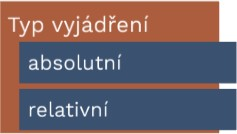 Typ vyjádření
absolutní
relativní